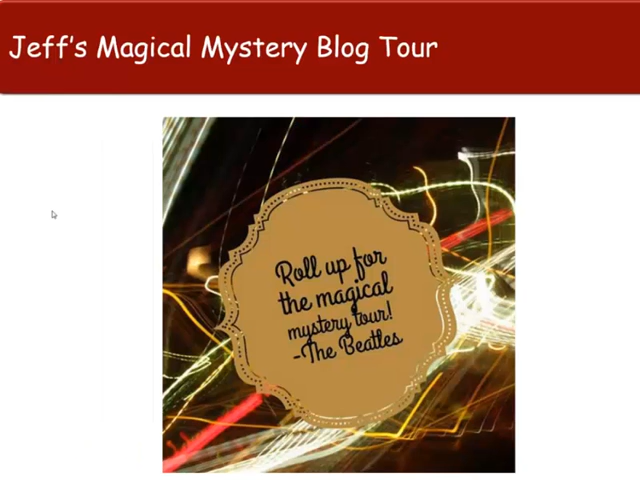 Jeff's Magical Mystery Blog Tour
Roll up for
the magical
mystery tour!
-The Beatles